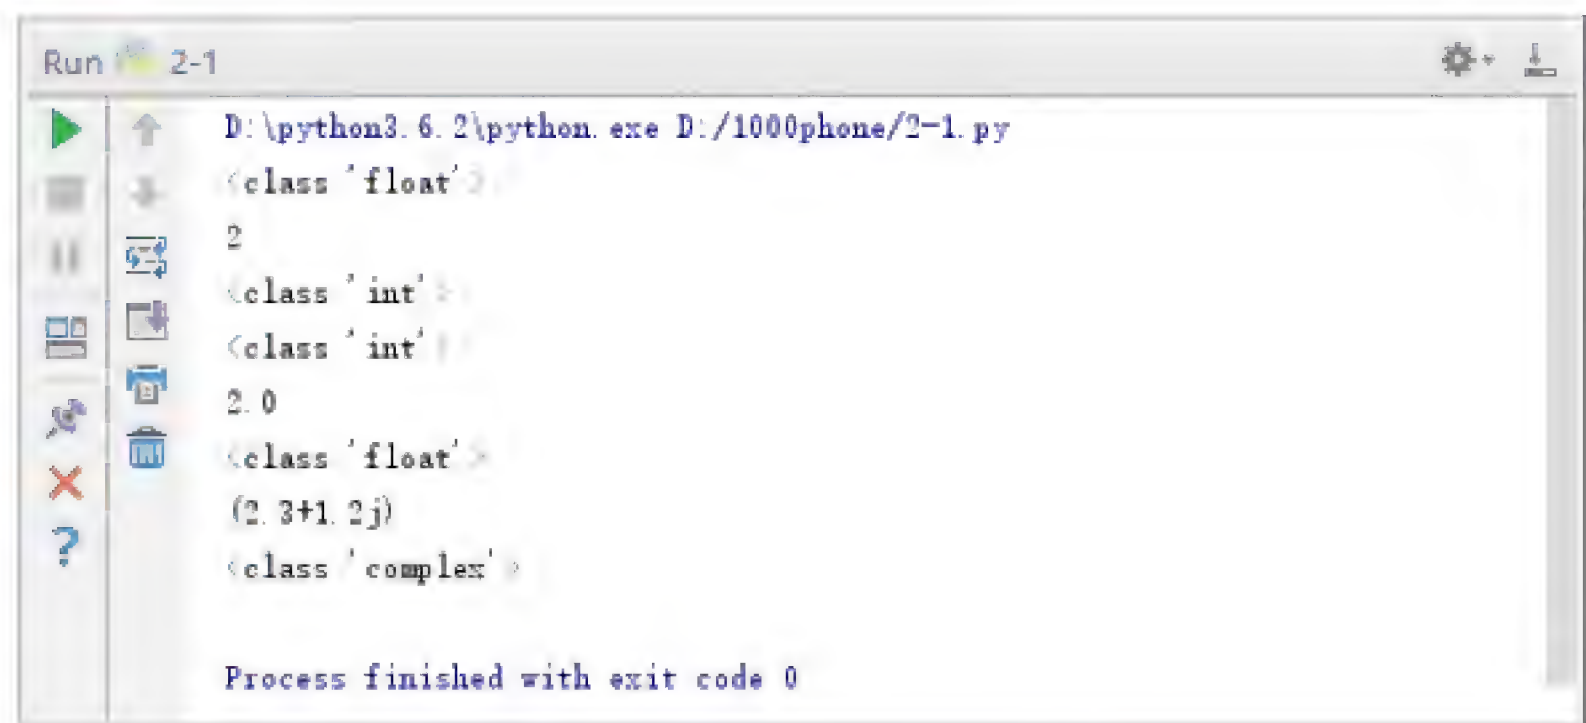 Run 2-1
D:\python3.6.2\python.exe D:/1000phone/2-1.py
<class 'float'>
2
<class 'int'>
<class 'int'>
2.0
<class 'float'>
(2.3+1.2j)
<class 'complex'>
Process finished with exit code 0